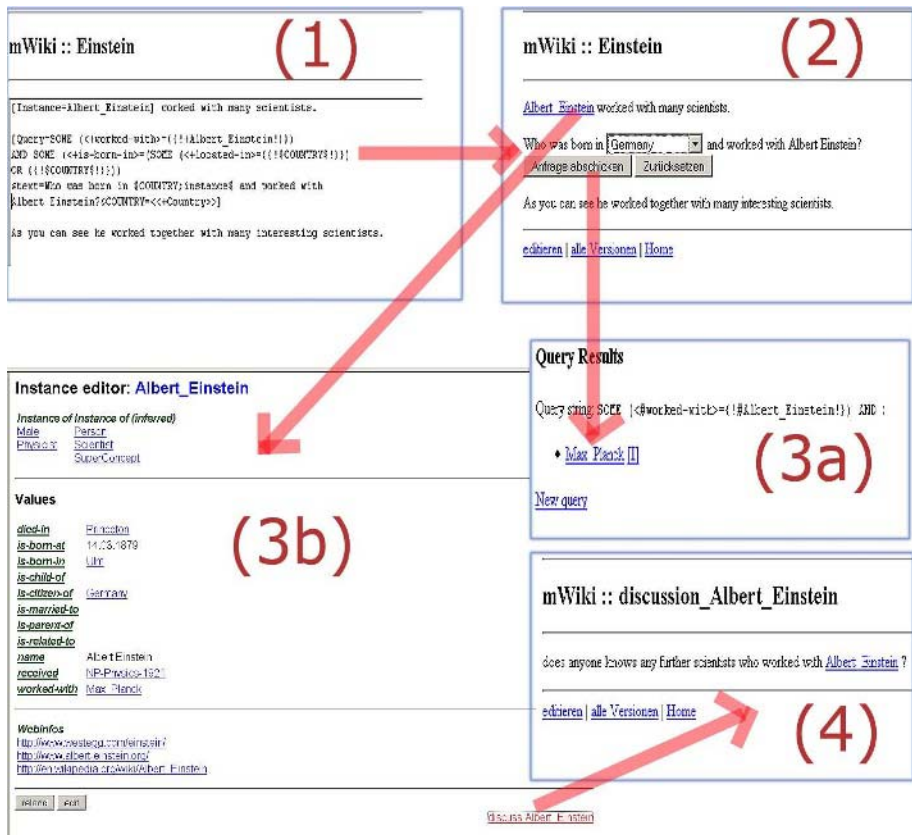 mWiki :: Einstein
(1)
[Instance=Albert_Einstein] worked with many scientists.
[Query=SOME (<+worked-with>=({!+Albert_Einstein!}))
AND SOME (<+is-born-in>=(SOME (<+located-in>=({!$COUNTRY$!}))
OR ({!$COUNTRY$!}))
$text=Who was born in $COUNTRY;instance$ and worked with
Albert Einstein?$COUNTRY=<<+Country>>]
As you can see he worked together with many interesting scientists.
mWiki :: Einstein
(2)
Albert_Einstein worked with many scientists.
Who was born in Germany and worked with Albert Einstein?
Anfrage abschicken Zurücksetzen
As you can see he worked together with many interesting scientists.
editieren | alle Versionen | Home
Query Results
Query string: SOME (<#worked-with>={!#Albert_Einstein!}) AND :
• Max_Planck [I]
(3a)
New query
Instance editor: Albert_Einstein
Instance of Instance of (inferred)
Male Person
Physicist Scientist
SuperConcept
Values
(3b)
died-in Princeton
is-born-at 14.03.1879
is-born-in Ulm
is-child-of
is-citizen-of Germany
is-married-to
is-parent-of
is-related-to
name Albert Einstein
received NP-Physics-1921
worked-with Max_Planck
Webinfos
http://www.westegg.com/einstein/
http://www.albert-einstein.org/
http://en.wikipedia.org/wiki/Albert_Einstein
edit
discuss Albert_Einstein
mWiki :: discussion_Albert_Einstein
does anyone knows any further scientists who worked with Albert_Einstein ?
editieren | alle Versionen | Home
(4)